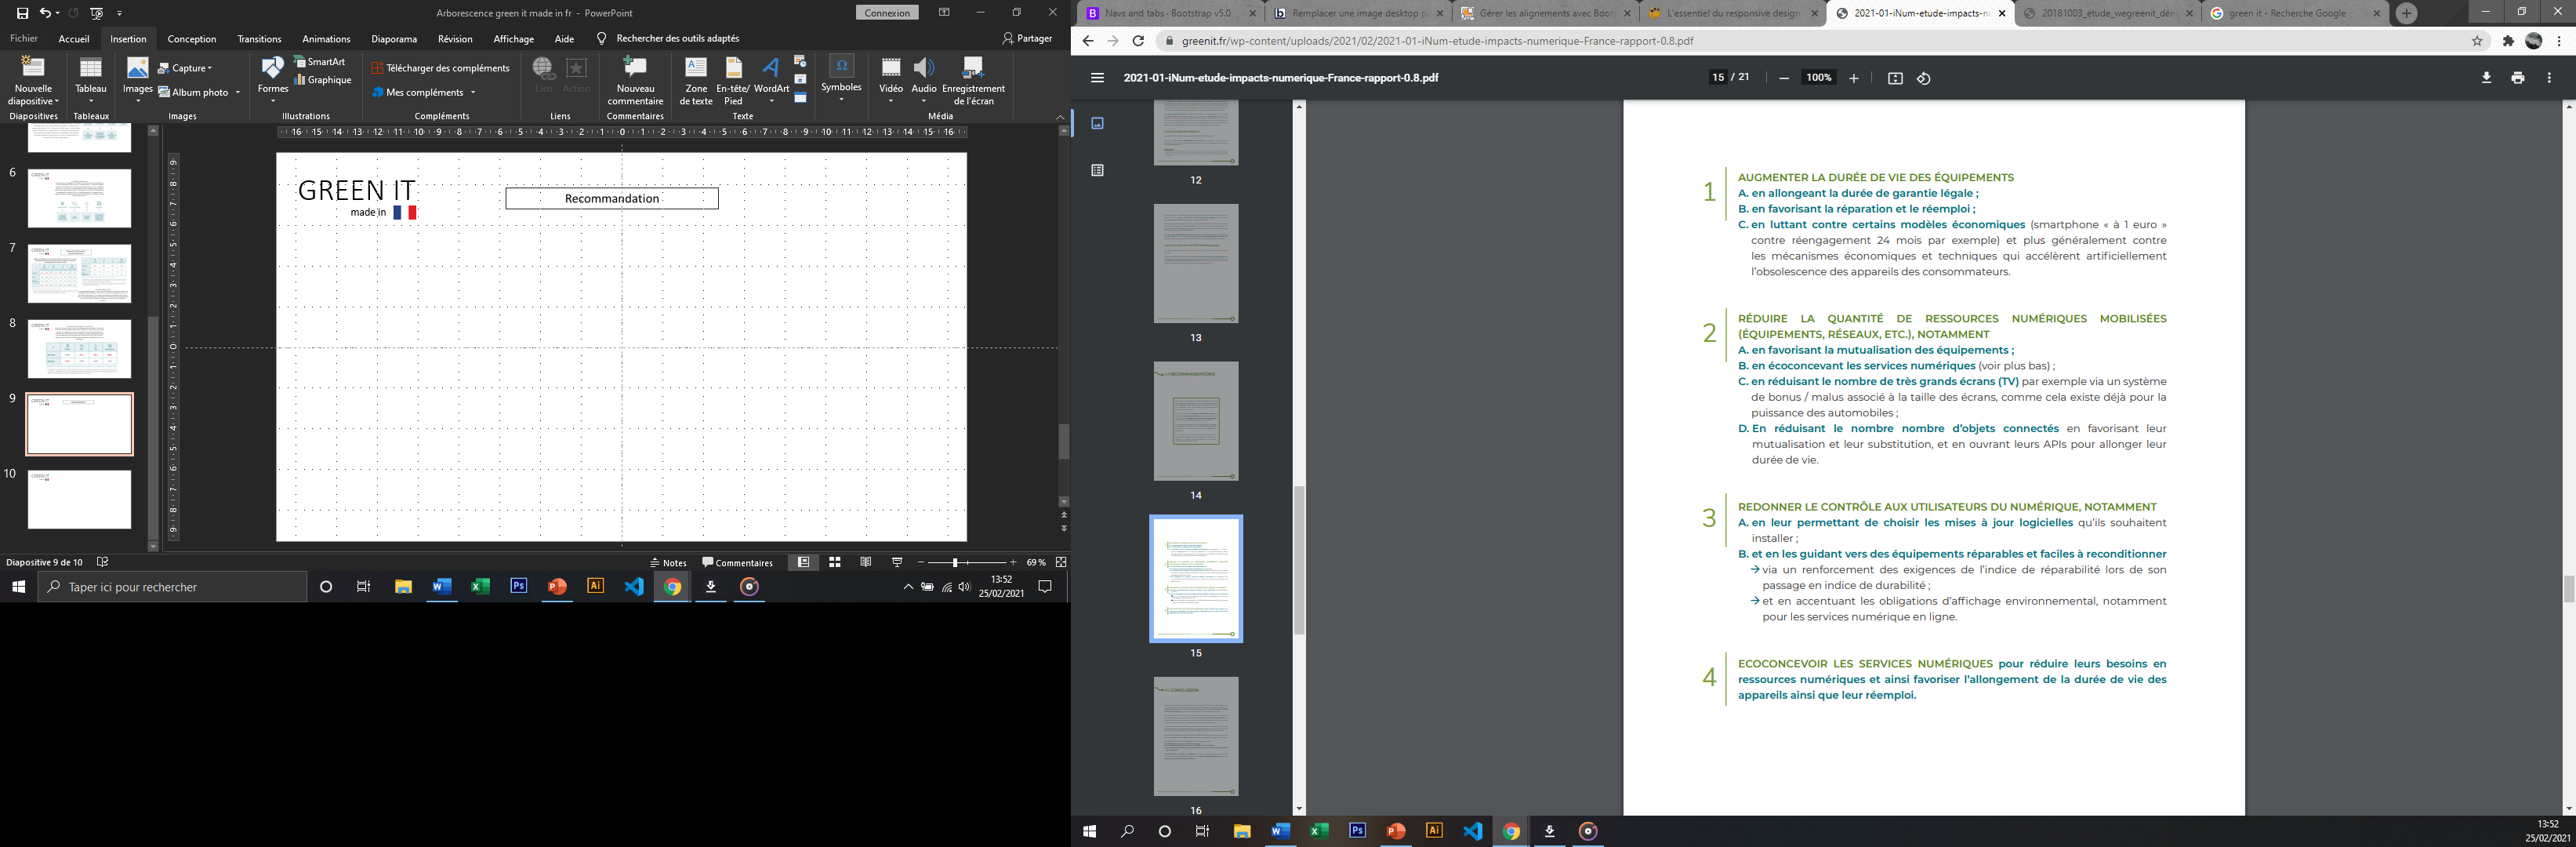 Arborescence green it made in fr - PowerPoint
Connexion
Fichier Accueil Insertion Conception Transitions Animations Diaporama Révision Affichage Aide Rechercher des outils adaptés Partager
Nouvelle diapositive
Tableau
Images
Capture
Album photo
Formes
SmartArt
Graphique
Télécharger des compléments
Mes compléments
Lien
Action
Nouveau commentaire
Zone de texte
En-tête/ Pied
WordArt
Symboles
Vidéo
Audio
Enregistrement de l'écran
Diapositives Tableaux Images Illustrations Compléments Liens Commentaires Texte Média
6
7
8
9
10
GREEN IT
made in
Recommandation
Diapositive 9 de 10
Notes
Commentaires
69 %
Taper ici pour rechercher
13:52
25/02/2021
Navs and tabs · Bootstrap v5.0
Remplacer une image desktop p
Gérer les alignements avec Boot
L'essentiel du responsive design
2021-01-iNum-etude-impacts-n
20181003_etude_wegreenit_dém
green it - Recherche Google
greenit.fr/wp-content/uploads/2021/02/2021-01-iNum-etude-impacts-numerique-France-rapport-0.8.pdf
2021-01-iNum-etude-impacts-numerique-France-rapport-0.8.pdf
15 / 21
100%
12
13
14
15
16
1
AUGMENTER LA DURÉE DE VIE DES ÉQUIPEMENTS
A. en allongeant la durée de garantie légale ;
B. en favorisant la réparation et le réemploi ;
C. en luttant contre certains modèles économiques (smartphone « à 1 euro »
contre réengagement 24 mois par exemple) et plus généralement contre
les mécanismes économiques et techniques qui accélèrent artificiellement
l'obsolescence des appareils des consommateurs.
2
RÉDUIRE LA QUANTITÉ DE RESSOURCES NUMÉRIQUES MOBILISÉES
(ÉQUIPEMENTS, RÉSEAUX, ETC.), NOTAMMENT
A. en favorisant la mutualisation des équipements ;
B. en écoconcevant les services numériques (voir plus bas) ;
C. en réduisant le nombre de très grands écrans (TV) par exemple via un système
de bonus / malus associé à la taille des écrans, comme cela existe déjà pour la
puissance des automobiles ;
D. En réduisant le nombre nombre d'objets connectés en favorisant leur
mutualisation et leur substitution, et en ouvrant leurs APIs pour allonger leur
durée de vie.
3
REDONNER LE CONTRÔLE AUX UTILISATEURS DU NUMÉRIQUE, NOTAMMENT
A. en leur permettant de choisir les mises à jour logicielles qu'ils souhaitent
installer ;
B. et en les guidant vers des équipements réparables et faciles à reconditionner
→ via un renforcement des exigences de l'indice de réparabilité lors de son
passage en indice de durabilité ;
→ et en accentuant les obligations d'affichage environnemental, notamment
pour les services numérique en ligne.
4
ECOCONCEVOIR LES SERVICES NUMÉRIQUES pour réduire leurs besoins en
ressources numériques et ainsi favoriser l'allongement de la durée de vie des
appareils ainsi que leur réemploi.
13:52
25/02/2021